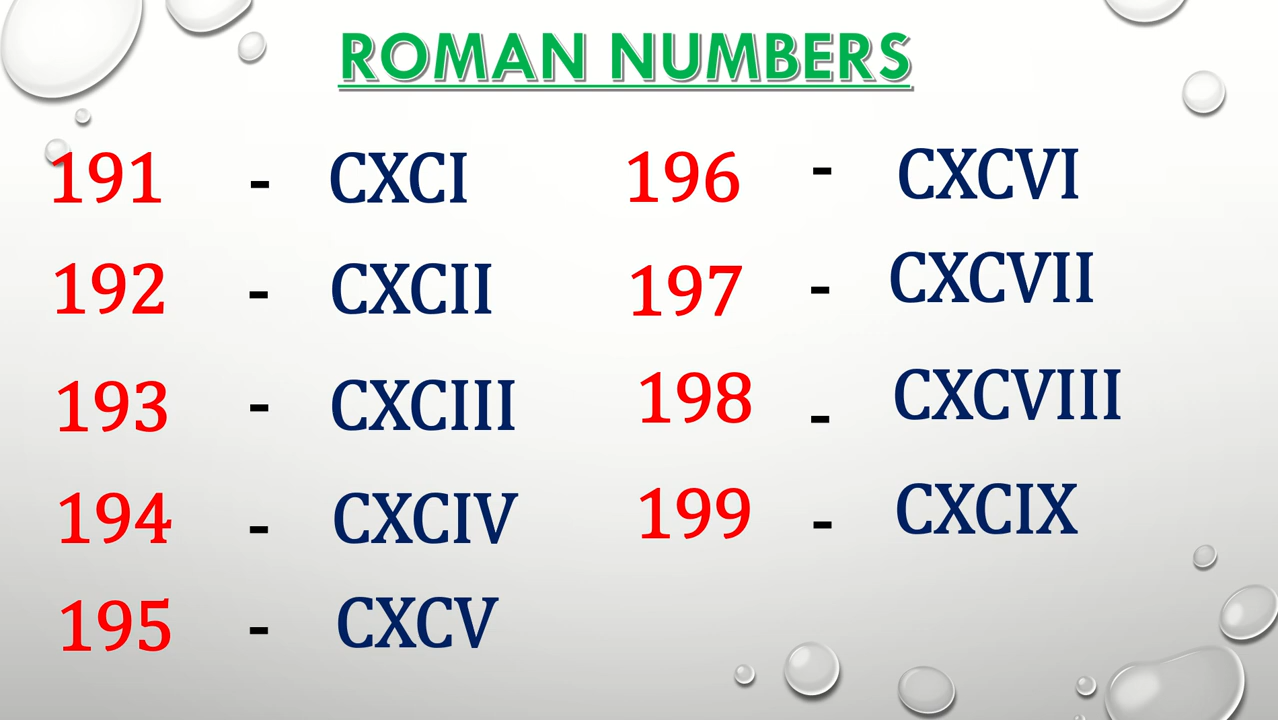 ROMAN NUMBERS
191 - CXCI
192 - CXCII
193 - CXCIII
194 - CXCIV
195 - CXCV
196 - CXCVI
197 - CXCVII
198 - CXCVIII
199 - CXCIX